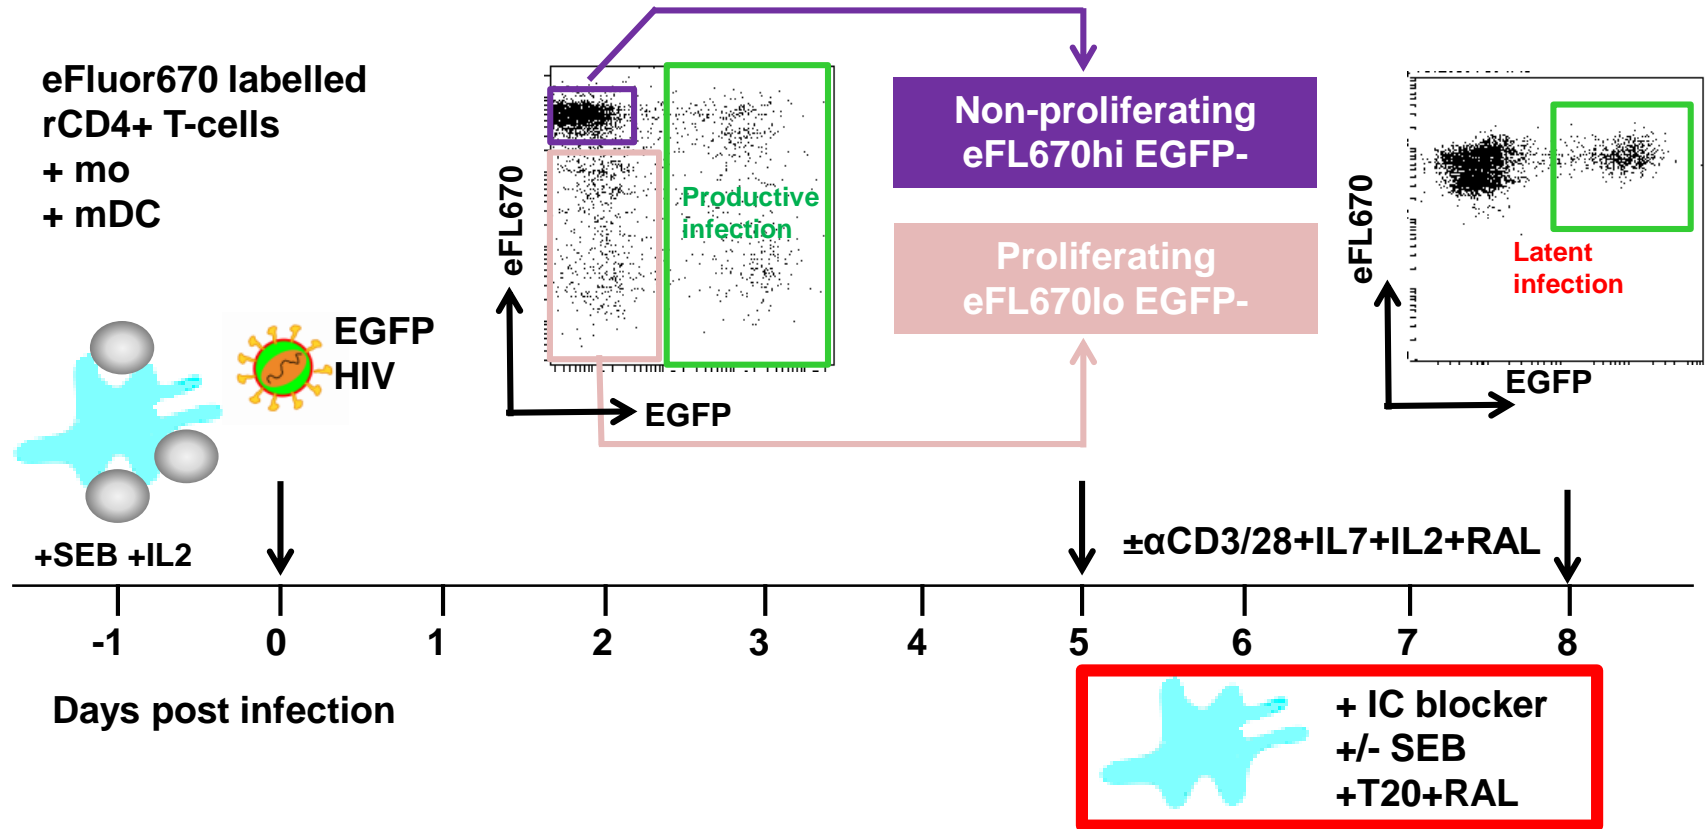 eFluor670 labelled
rCD4+ T-cells
+ mo
+ mDC
EGFP
HIV
+SEB +IL2
eFL670
Productive
infection
EGFP
Non-proliferating
eFL670hi EGFP-
Proliferating
eFL670lo EGFP-
eFL670
Latent
infection
EGFP
±αCD3/28+IL7+IL2+RAL
-1 0 1 2 3 4 5 6 7 8
Days post infection
+ IC blocker
+/- SEB
+T20+RAL